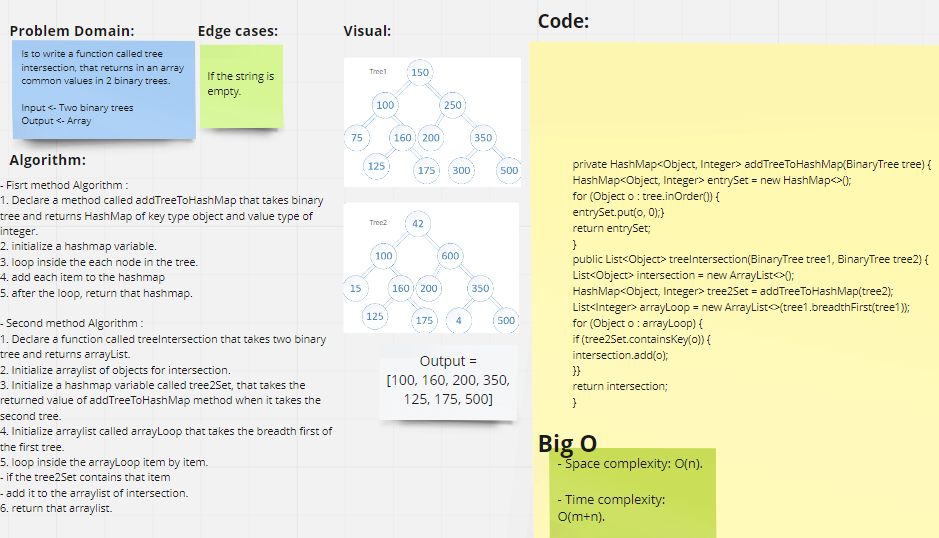 Problem Domain:
Is to write a function called tree
intersection, that returns in an array
common values in 2 binary trees.
Input <- Two binary trees
Output <- Array
Edge cases:
If the string is
empty.
Algorithm:
- Fisrt method Algorithm :
1. Declare a method called addTreeToHashMap that takes binary
tree and returns HashMap of key type object and value type of
integer.
2. initialize a hashmap variable.
3. loop inside the each node in the tree.
4. add each item to the hashmap
5. after the loop, return that hashmap.
- Second method Algorithm :
1. Declare a function called treeIntersection that takes two binary
tree and returns arrayList.
2. Initialize arraylist of objects for intersection.
3. Initialize a hashmap variable called tree2Set, that takes the
returned value of addTreeToHashMap method when it takes the
second tree.
4. Initialize arraylist called arrayLoop that takes the breadth first of
the first tree.
5. loop inside the arrayLoop item by item.
- if the tree2Set contains that item
- add it to the arraylist of intersection.
6. return that arraylist.
Visual:
Tree1
150
100 250
75 160 200 350
125 175 300 500
Tree2
42
100 600
15 160 200 350
125 175 4 500
Output =
[100, 160, 200, 350,
125, 175, 500]
Code:
private HashMap<Object, Integer> addTreeToHashMap(BinaryTree tree) {
HashMap<Object, Integer> entrySet = new HashMap<>();
for (Object o : tree.inOrder()) {
entrySet.put(o, 0);}
return entrySet;
}
public List<Object> treeIntersection(BinaryTree tree1, BinaryTree tree2) {
List<Object> intersection = new ArrayList<>();
HashMap<Object, Integer> tree2Set = addTreeToHashMap(tree2);
List<Integer> arrayLoop = new ArrayList<>(tree1.breadthFirst(tree1));
for (Object o : arrayLoop) {
if (tree2Set.containsKey(o)) {
intersection.add(o);
}}
return intersection;
}
Big O
- Space complexity: O(n).
- Time complexity:
O(m+n).